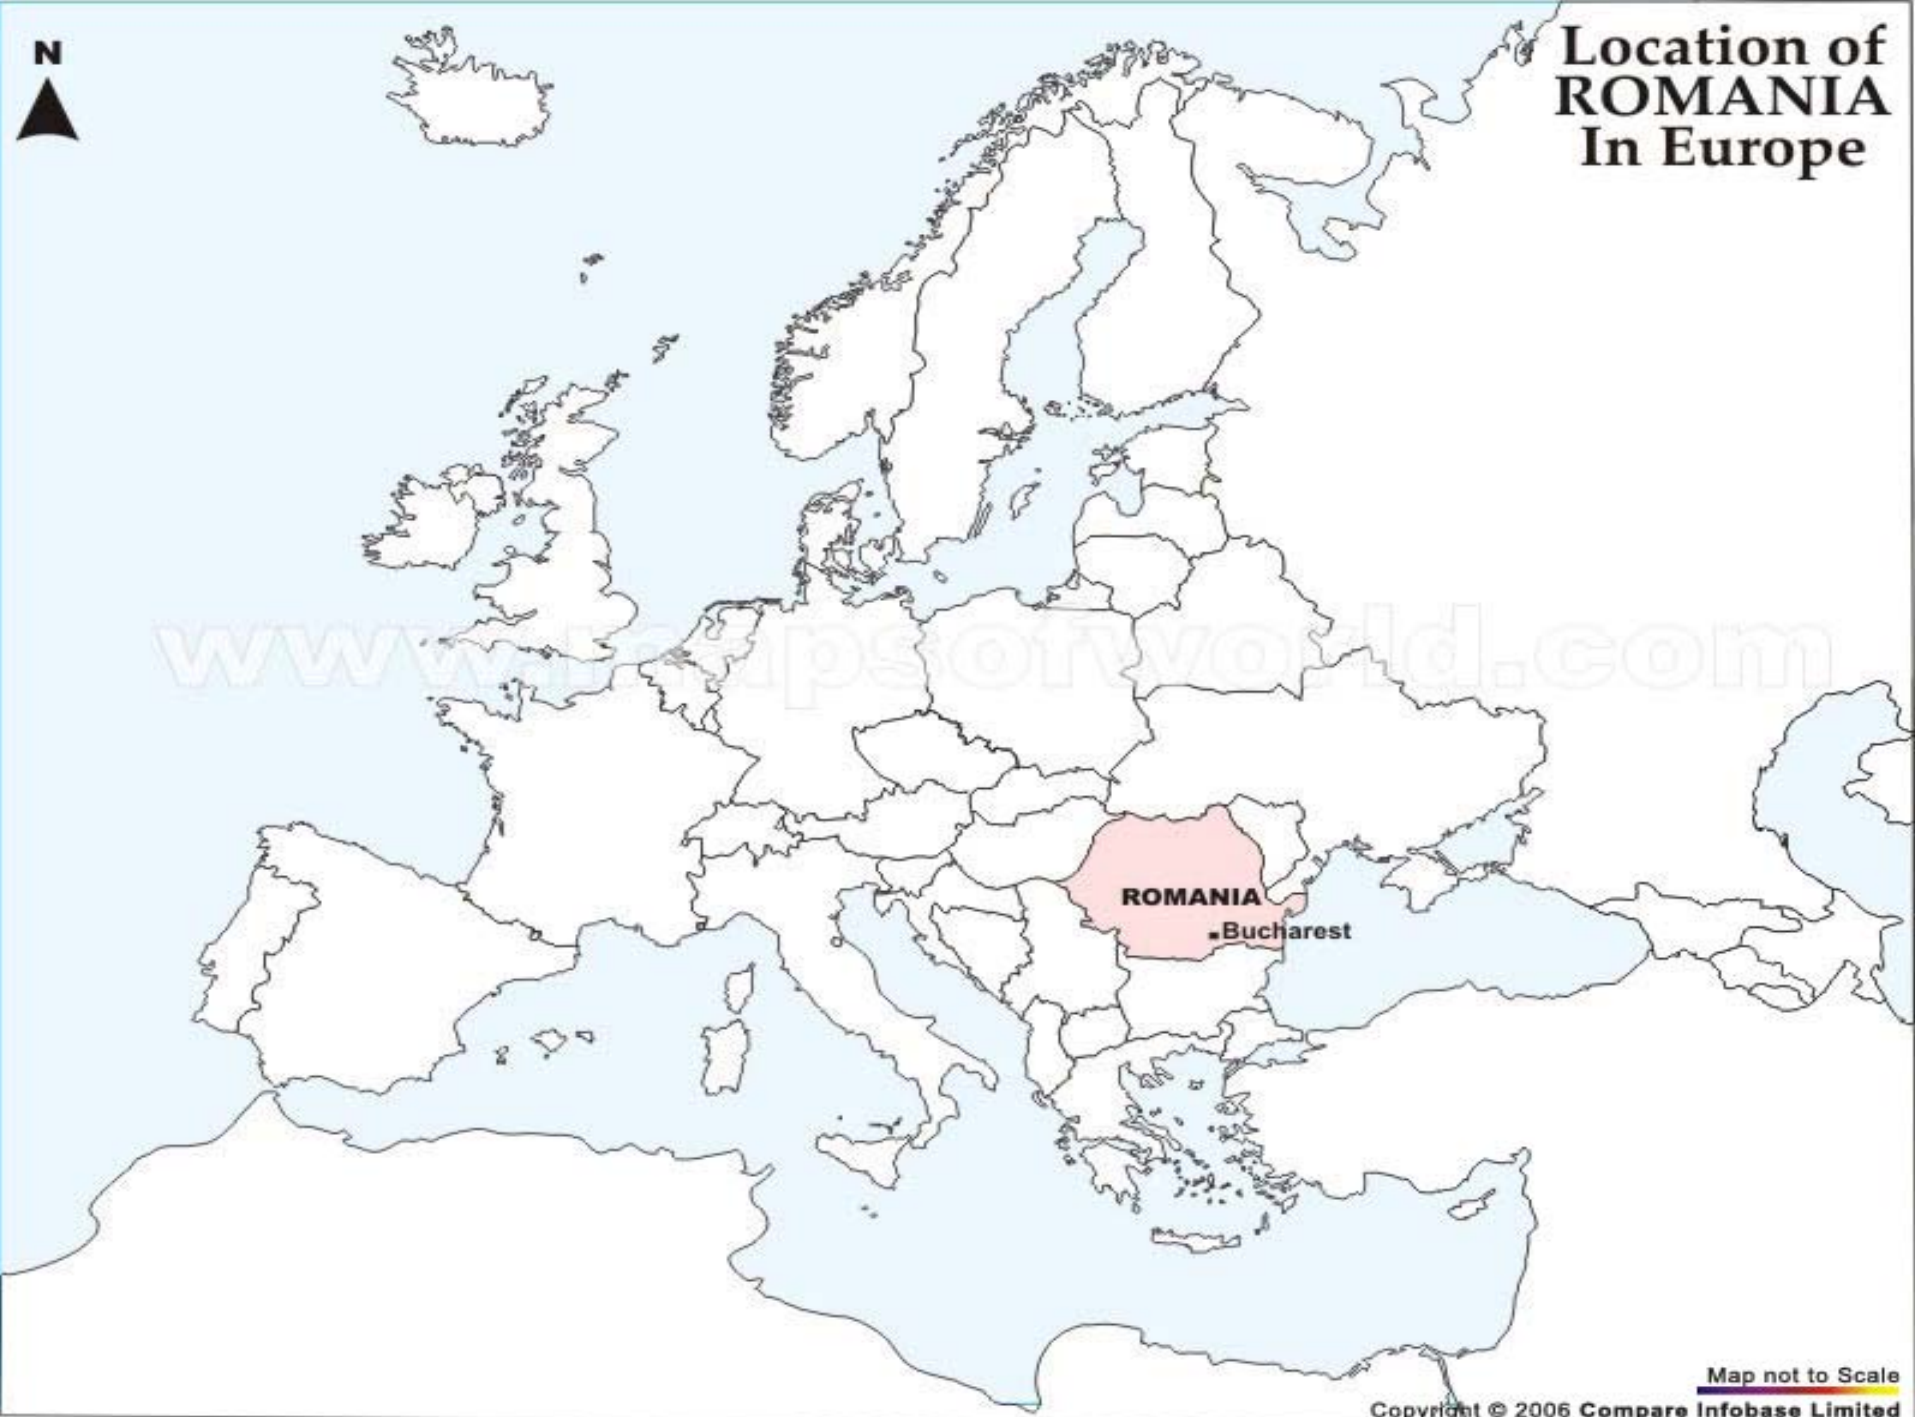 N
Location of
ROMANIA
In Europe
www.mapsofworld.com
ROMANIA
Bucharest
Map not to Scale
Copyright © 2006 Compare Infobase Limited